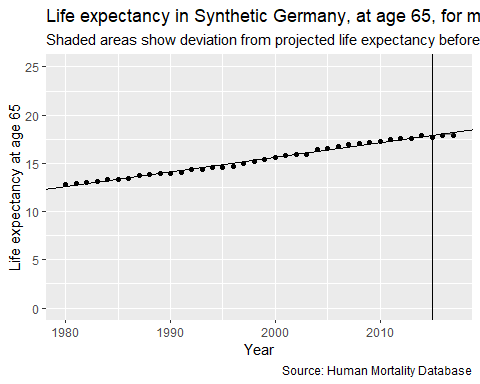 Life expectancy in Synthetic Germany, at age 65, for m
Shaded areas show deviation from projected life expectancy before
25
20
15
10
5
0
Life expectancy at age 65
1980
1990
2000
2010
Year
Source: Human Mortality Database